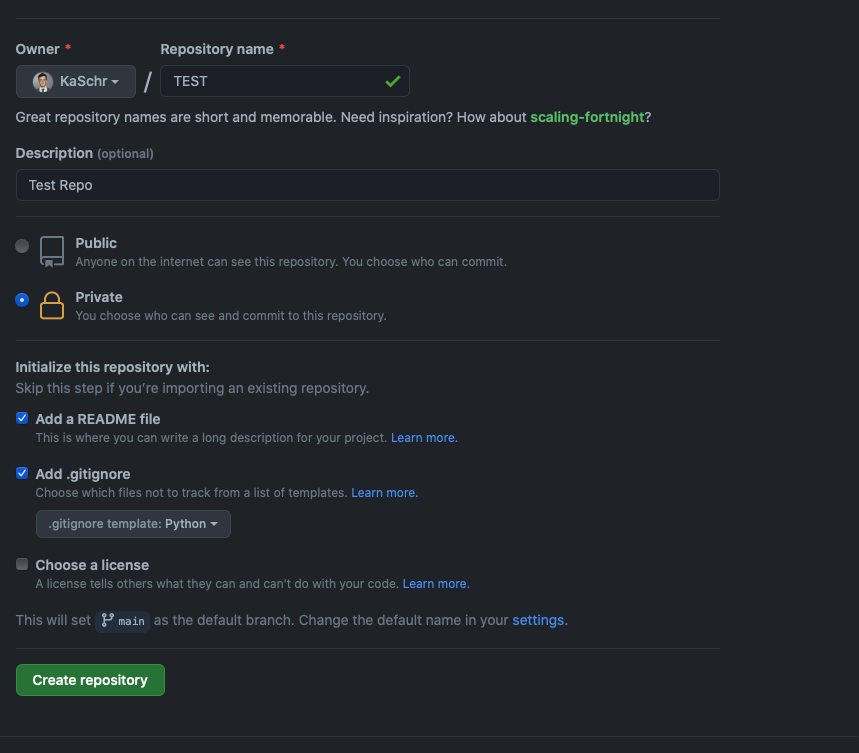 Owner * Repository name *
KaSchr / TEST
Great repository names are short and memorable. Need inspiration? How about scaling-fortnight?
Description (optional)
Test Repo
Public
Anyone on the internet can see this repository. You choose who can commit.
Private
You choose who can see and commit to this repository.
Initialize this repository with:
Skip this step if you’re importing an existing repository.
Add a README file
This is where you can write a long description for your project. Learn more.
Add .gitignore
Choose which files not to track from a list of templates. Learn more.
.gitignore template: Python
Choose a license
A license tells others what they can and can't do with your code. Learn more.
This will set main as the default branch. Change the default name in your settings.
Create repository